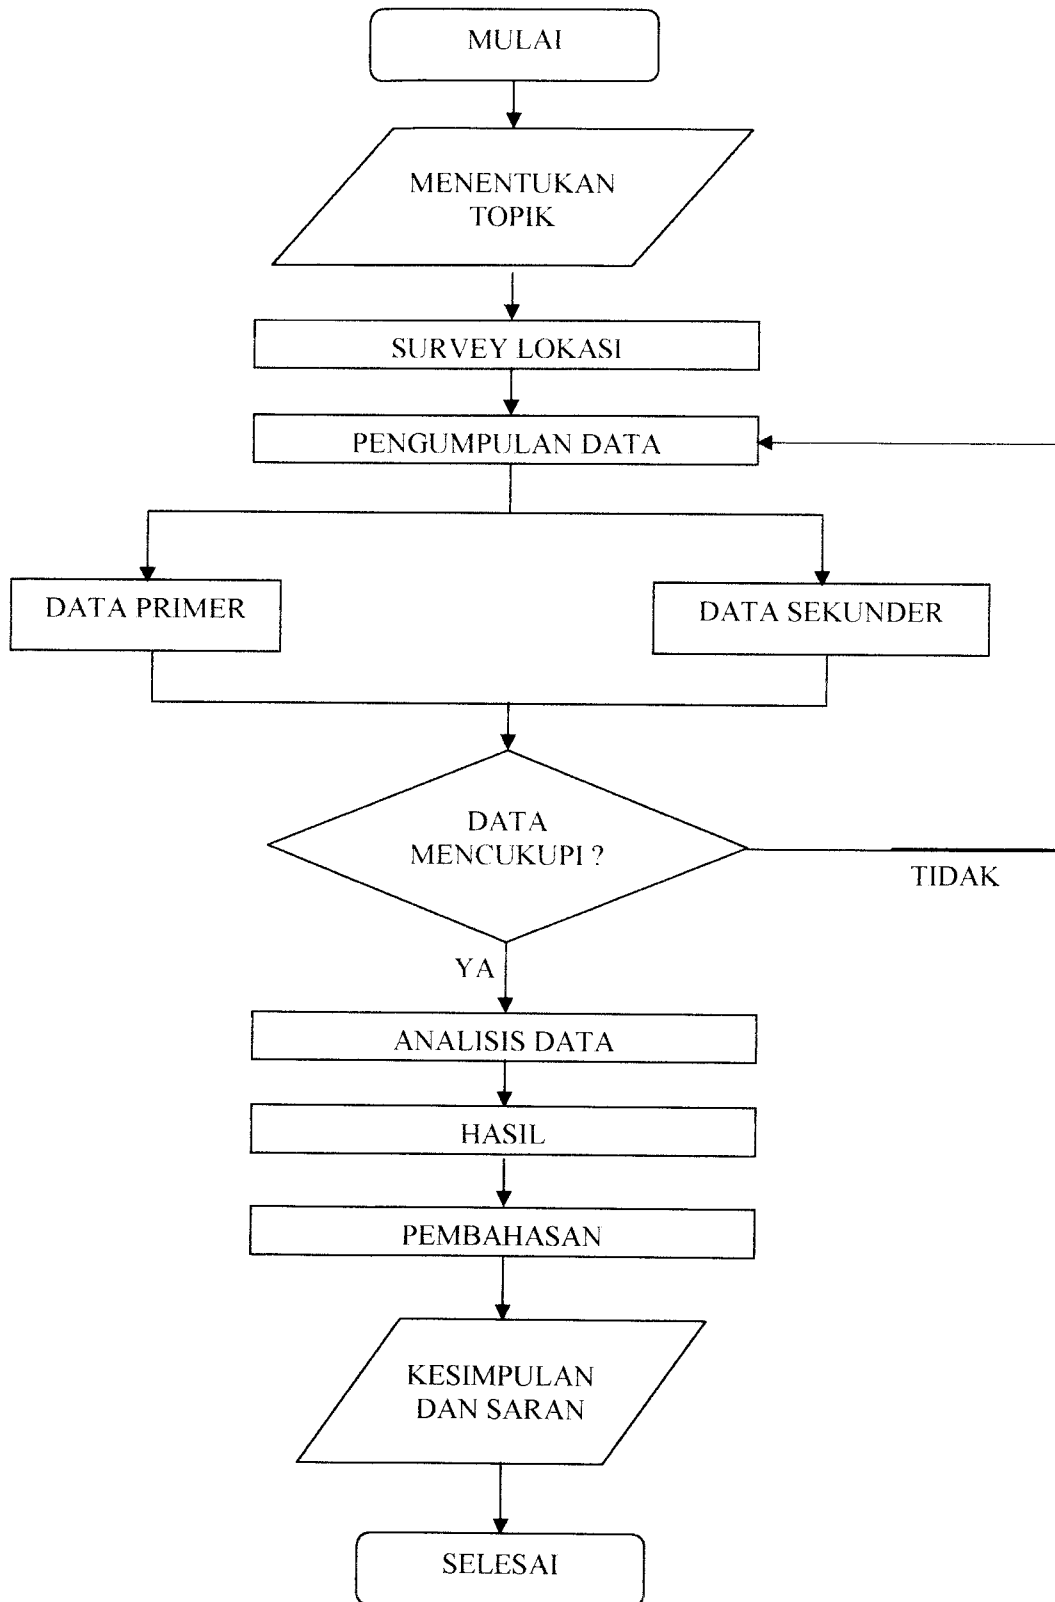 MULAI
MENENTUKAN
TOPIK
SURVEY LOKASI
PENGUMPULAN DATA
DATA PRIMER
DATA SEKUNDER
DATA
MENCUKUPI ?
TIDAK
YA
ANALISIS DATA
HASIL
PEMBAHASAN
KESIMPULAN
DAN SARAN
SELESAI